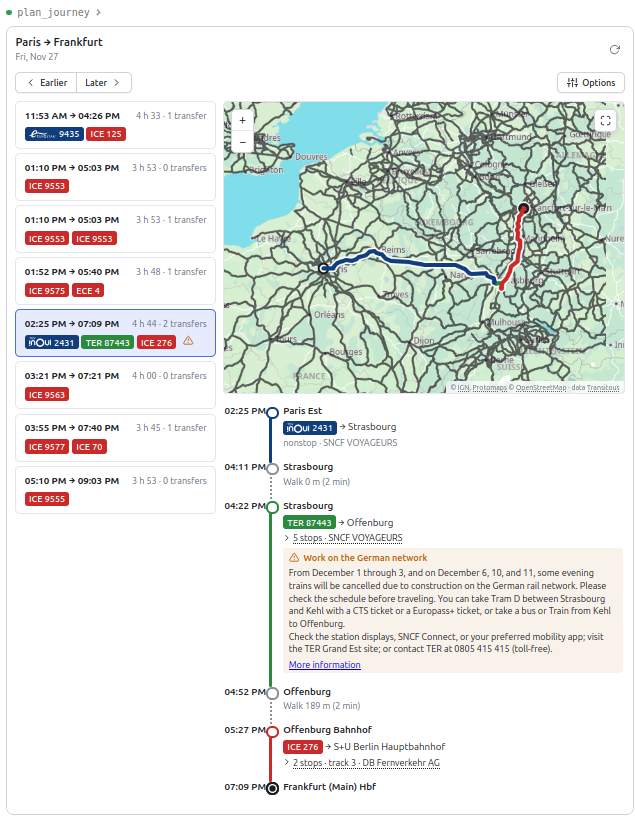 plan_journey
Paris → Frankfurt
Fri, Nov 27
Earlier
Later
Options
11:53 AM → 04:26 PM 4 h 33 · 1 transfer
9435 ICE 125
01:10 PM → 05:03 PM 3 h 53 · 0 transfers
ICE 9553
01:10 PM → 05:03 PM 3 h 53 · 1 transfer
ICE 9553 ICE 9553
01:52 PM → 05:40 PM 3 h 48 · 1 transfer
ICE 9575 ECE 4
02:25 PM → 07:09 PM 4 h 44 · 2 transfers
inOui 2431 TER 87443 ICE 276
03:21 PM → 07:21 PM 4 h 00 · 0 transfers
ICE 9563
03:55 PM → 07:40 PM 3 h 45 · 1 transfer
ICE 9577 ICE 70
05:10 PM → 09:03 PM 3 h 53 · 0 transfers
ICE 9555
+
−
Douvres
Brighton
Cologne
Gießen
LUXEMBOURG
Le Havre
Reims
Troyes
Orléans
Bourges
Dijon
Mulhouse
Stuttgart
FRANCE
SUISSE
© IGN, Protomaps © OpenStreetMap · data Transitous
02:25 PM Paris Est
inOui 2431 → Strasbourg
nonstop · SNCF VOYAGEURS
04:11 PM Strasbourg
Walk 0 m (2 min)
04:22 PM Strasbourg
TER 87443 → Offenburg
5 stops · SNCF VOYAGEURS
Work on the German network
From December 1 through 3, and on December 6, 10, and 11, some evening
trains will be cancelled due to construction on the German rail network. Please
check the schedule before traveling. You can take Tram D between Strasbourg
and Kehl with a CTS ticket or a Europass+ ticket, or take a bus or Train from Kehl
to Offenburg.
Check the station displays, SNCF Connect, or your preferred mobility app; visit
the TER Grand Est site; or contact TER at 0805 415 415 (toll-free).
More information
04:52 PM Offenburg
Walk 189 m (2 min)
05:27 PM Offenburg Bahnhof
ICE 276 → S+U Berlin Hauptbahnhof
2 stops · track 3 · DB Fernverkehr AG
07:09 PM Frankfurt (Main) Hbf